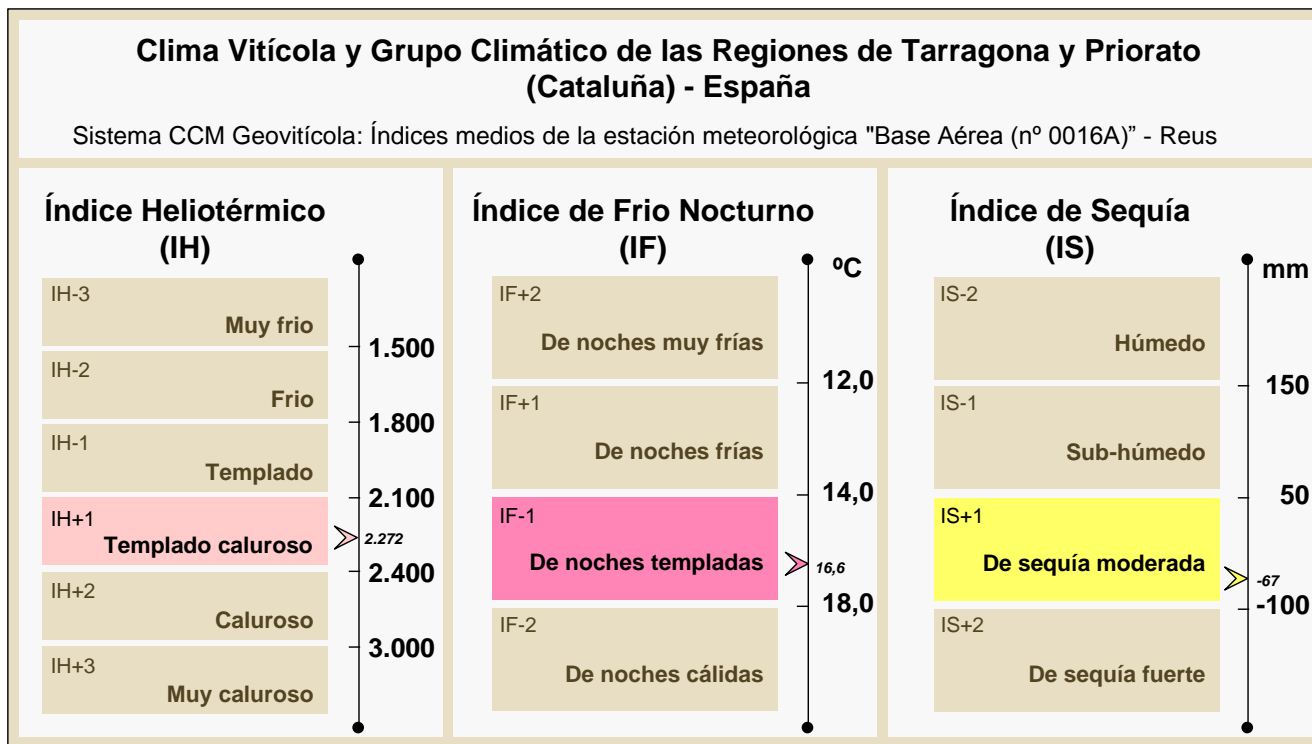 Clima Vitícola y Grupo Climático de las Regiones de Tarragona y Priorato
(Cataluña) - España
Sistema CCM Geovitícola: Índices medios de la estación meteorológica "Base Aérea (nº 0016A)” - Reus
Índice Heliotérmico
(IH)
IH-3
Muy frio
1.500
IH-2
Frio
1.800
IH-1
Templado
2.100
IH+1
Templado caluroso
2.272
2.400
IH+2
Caluroso
3.000
IH+3
Muy caluroso
Índice de Frio Nocturno
(IF)
ºC
IF+2
De noches muy frías
12,0
IF+1
De noches frías
14,0
IF-1
De noches templadas
16,6
18,0
IF-2
De noches cálidas
Índice de Sequía
(IS)
mm
IS-2
Húmedo
150
IS-1
Sub-húmedo
50
IS+1
De sequía moderada
-67
-100
IS+2
De sequía fuerte